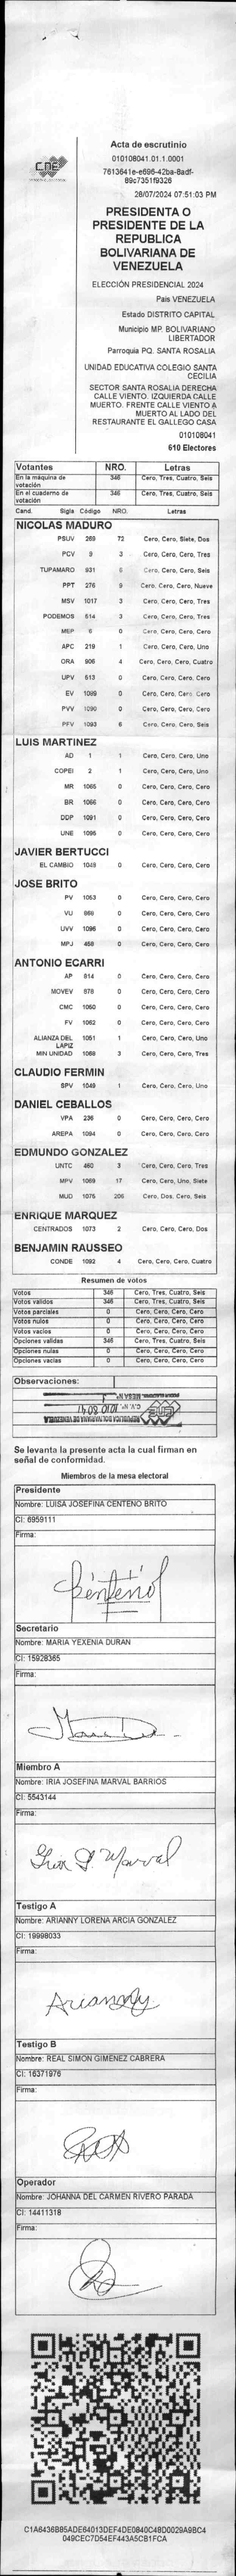 CNE
Acta de escrutinio
010108041.01.1.0001
7613641e-e696-42ba-8adf-
89c7351f9326
28/07/2024 07:51:03 PM
PRESIDENTA O
PRESIDENTE DE LA
REPUBLICA
BOLIVARIANA DE
VENEZUELA
ELECCIÓN PRESIDENCIAL 2024
País VENEZUELA
Estado DISTRITO CAPITAL
Municipio MP. BOLIVARIANO
LIBERTADOR
Parroquia PQ. SANTA ROSALIA
UNIDAD EDUCATIVA COLEGIO SANTA
CECILIA
SECTOR SANTA ROSALIA DERECHA
CALLE VIENTO. IZQUIERDA CALLE
MUERTO. FRENTE CALLE VIENTO A
MUERTO AL LADO DEL
RESTAURANTE EL GALLEGO CASA
010108041
610 Electores
Votantes NRO. Letras
En la máquina de votación 346 Cero, Tres, Cuatro, Seis
En el cuaderno de votación 346 Cero, Tres, Cuatro, Seis
Cand. Sigla Código NRO. Letras
NICOLAS MADURO
PSUV 269 72 Cero, Cero, Siete, Dos
PCV 9 3 Cero, Cero, Cero, Tres
TUPAMARO 931 6 Cero, Cero, Cero, Seis
PPT 276 9 Cero, Cero, Cero, Nueve
MSV 1017 3 Cero, Cero, Cero, Tres
PODEMOS 514 3 Cero, Cero, Cero, Tres
MEP 6 0 Cero, Cero, Cero, Cero
APC 219 1 Cero, Cero, Cero, Uno
ORA 906 4 Cero, Cero, Cero, Cuatro
UPV 513 0 Cero, Cero, Cero, Cero
EV 1089 0 Cero, Cero, Cero, Cero
PVV 1090 0 Cero, Cero, Cero, Cero
PFV 1093 6 Cero, Cero, Cero, Seis
LUIS MARTINEZ
AD 1 1 Cero, Cero, Cero, Uno
COPEI 2 1 Cero, Cero, Cero, Uno
MR 1065 0 Cero, Cero, Cero, Cero
BR 1066 0 Cero, Cero, Cero, Cero
DDP 1091 0 Cero, Cero, Cero, Cero
UNE 1095 0 Cero, Cero, Cero, Cero
JAVIER BERTUCCI
EL CAMBIO 1048 0 Cero, Cero, Cero, Cero
JOSE BRITO
PV 1053 0 Cero, Cero, Cero, Cero
VU 0 Cero, Cero, Cero, Cero
UVV 1096 0 Cero, Cero, Cero, Cero
MPJ 458 0 Cero, Cero, Cero, Cero
ANTONIO ECARRI
AP 814 0 Cero, Cero, Cero, Cero
MOVEV 878 0 Cero, Cero, Cero, Cero
CMC 1050 0 Cero, Cero, Cero, Cero
FV 1062 0 Cero, Cero, Cero, Cero
ALIANZA DEL LAPIZ 1051 1 Cero, Cero, Cero, Uno
MIN UNIDAD 1068 3 Cero, Cero, Cero, Tres
CLAUDIO FERMIN
SPV 1049 1 Cero, Cero, Cero, Uno
DANIEL CEBALLOS
VPA 236 0 Cero, Cero, Cero, Cero
AREPA 1094 0 Cero, Cero, Cero, Cero
EDMUNDO GONZALEZ
UNTC 460 3 Cero, Cero, Cero, Tres
MPV 1069 17 Cero, Cero, Uno, Siete
MUD 1075 206 Cero, Dos, Cero, Seis
ENRIQUE MARQUEZ
CENTRADOS 1073 2 Cero, Cero, Cero, Dos
BENJAMIN RAUSSEO
CONDE 1092 4 Cero, Cero, Cero, Cuatro
Resumen de votos
Votos 346 Cero, Tres, Cuatro, Seis
Votos validos 346 Cero, Tres, Cuatro, Seis
Votos parciales 0 Cero, Cero, Cero, Cero
Votos nulos 0 Cero, Cero, Cero, Cero
Votos vacios 0 Cero, Cero, Cero, Cero
Opciones validas 346 Cero, Tres, Cuatro, Seis
Opciones nulas 0 Cero, Cero, Cero, Cero
Opciones vacias 0 Cero, Cero, Cero, Cero
Observaciones:
REPÚBLICA BOLIVARIANA DE VENEZUELA
CNE
C.V. N°
MESA N°
Se levanta la presente acta la cual firman en
señal de conformidad.
Miembros de la mesa electoral
Presidente
Nombre: LUISA JOSEFINA CENTENO BRITO
CI: 6959111
Firma:
Centeno
Secretario
Nombre: MARIA YEXENIA DURAN
CI: 15928365
Firma:
Miembro A
Nombre: IRIA JOSEFINA MARVAL BARRIOS
CI: 5543144
Firma:
Iria J. Marval
Testigo A
Nombre: ARIANNY LORENA ARCIA GONZALEZ
CI: 19998033
Firma:
Arianny
Testigo B
Nombre: REAL SIMON GIMENEZ CABRERA
CI: 16371976
Firma:
Operador
Nombre: JOHANNA DEL CARMEN RIVERO PARADA
CI: 14411318
Firma:
C1A6436B85ADE64013DEF4DE0840C48D0029A9BC4
049CEC7D54EF443A5CB1FCA